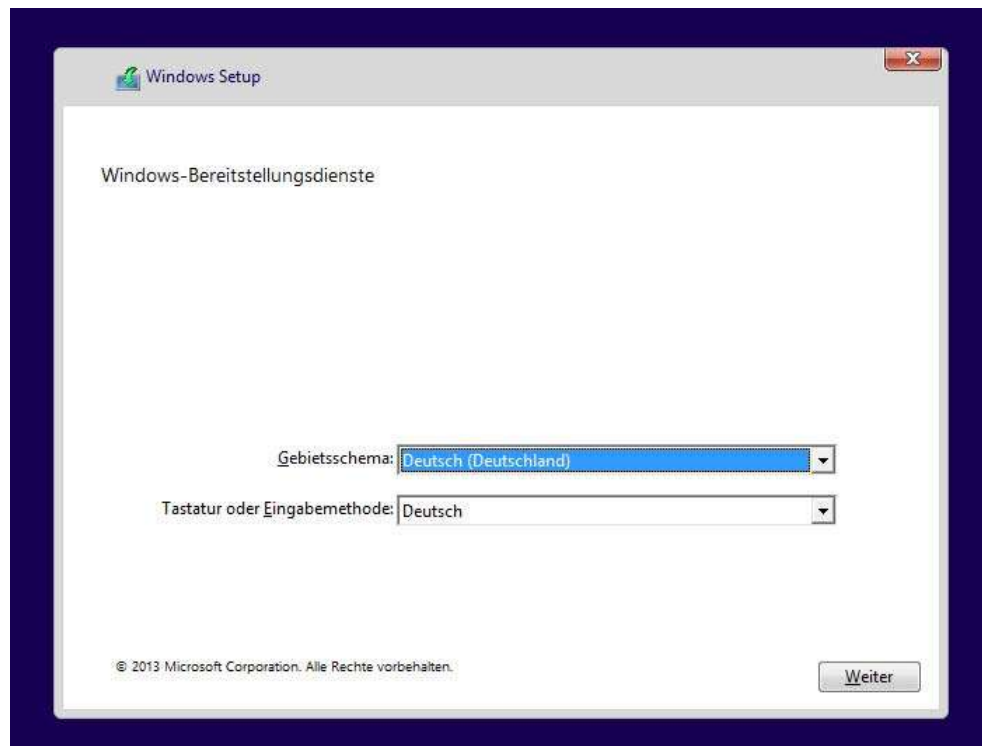 Windows Setup
Windows-Bereitstellungsdienste
Gebietsschema: Deutsch (Deutschland)
Tastatur oder Eingabemethode: Deutsch
© 2013 Microsoft Corporation. Alle Rechte vorbehalten.
Weiter